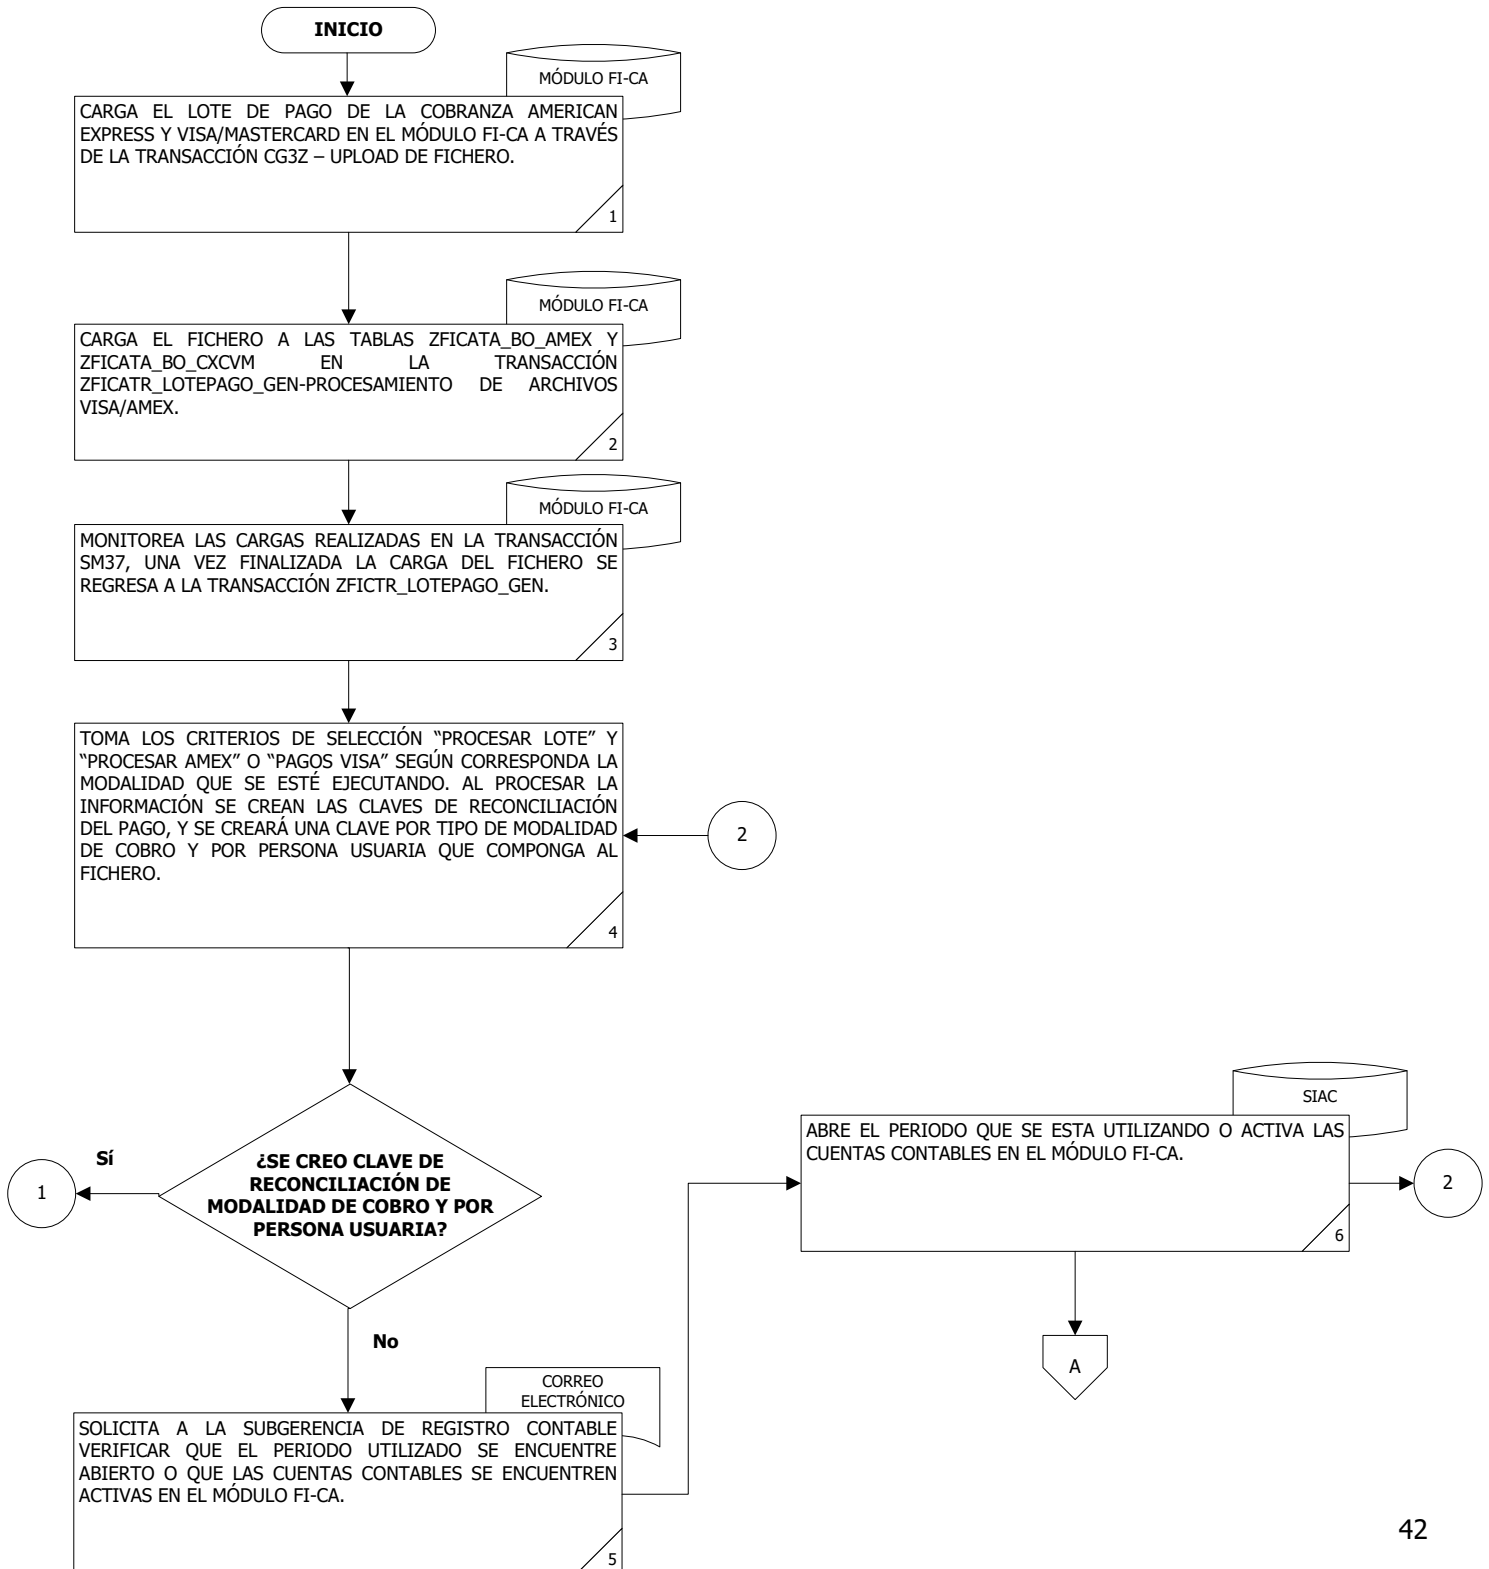 INICIO
MÓDULO FI-CA
CARGA EL LOTE DE PAGO DE LA COBRANZA AMERICAN
EXPRESS Y VISA/MASTERCARD EN EL MÓDULO FI-CA A TRAVÉS
DE LA TRANSACCIÓN CG3Z – UPLOAD DE FICHERO.
1
MÓDULO FI-CA
CARGA EL FICHERO A LAS TABLAS ZFICATA_BO_AMEX Y
ZFICATA_BO_CXCVM EN LA TRANSACCIÓN
ZFICATR_LOTEPAGO_GEN-PROCESAMIENTO DE ARCHIVOS
VISA/AMEX.
2
MÓDULO FI-CA
MONITOREA LAS CARGAS REALIZADAS EN LA TRANSACCIÓN
SM37, UNA VEZ FINALIZADA LA CARGA DEL FICHERO SE
REGRESA A LA TRANSACCIÓN ZFICTR_LOTEPAGO_GEN.
3
TOMA LOS CRITERIOS DE SELECCIÓN “PROCESAR LOTE” Y
“PROCESAR AMEX” O “PAGOS VISA” SEGÚN CORRESPONDA LA
MODALIDAD QUE SE ESTÉ EJECUTANDO. AL PROCESAR LA
INFORMACIÓN SE CREAN LAS CLAVES DE RECONCILIACIÓN
DEL PAGO, Y SE CREARÁ UNA CLAVE POR TIPO DE MODALIDAD
DE COBRO Y POR PERSONA USUARIA QUE COMPONGA AL
FICHERO.
4
2
¿SE CREO CLAVE DE
RECONCILIACIÓN DE
MODALIDAD DE COBRO Y POR
PERSONA USUARIA?
Sí
1
No
CORREO
ELECTRÓNICO
SOLICITA A LA SUBGERENCIA DE REGISTRO CONTABLE
VERIFICAR QUE EL PERIODO UTILIZADO SE ENCUENTRE
ABIERTO O QUE LAS CUENTAS CONTABLES SE ENCUENTREN
ACTIVAS EN EL MÓDULO FI-CA.
5
SIAC
ABRE EL PERIODO QUE SE ESTA UTILIZANDO O ACTIVA LAS
CUENTAS CONTABLES EN EL MÓDULO FI-CA.
6
2
A
42